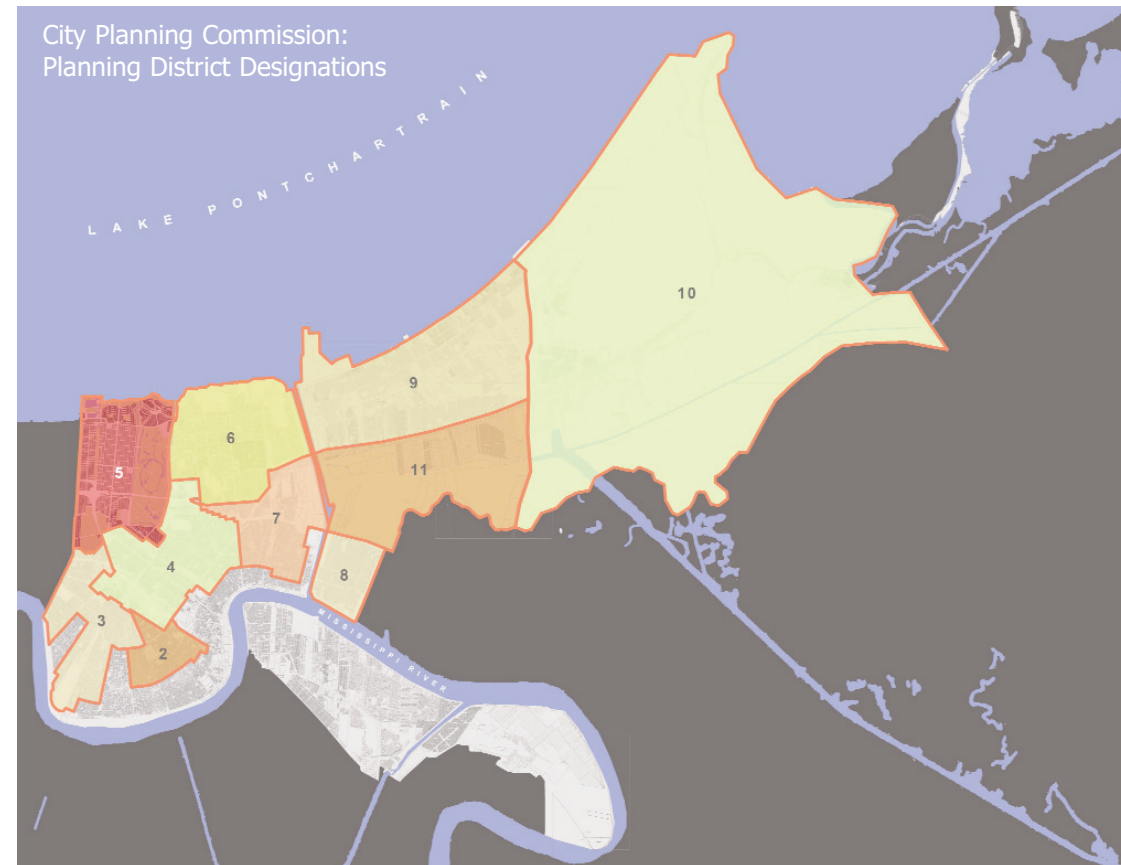 City Planning Commission:
Planning District Designations
LAKE PONTCHARTRAIN
10
9
6
11
5
7
4
8
3
2
MISSISSIPPI RIVER